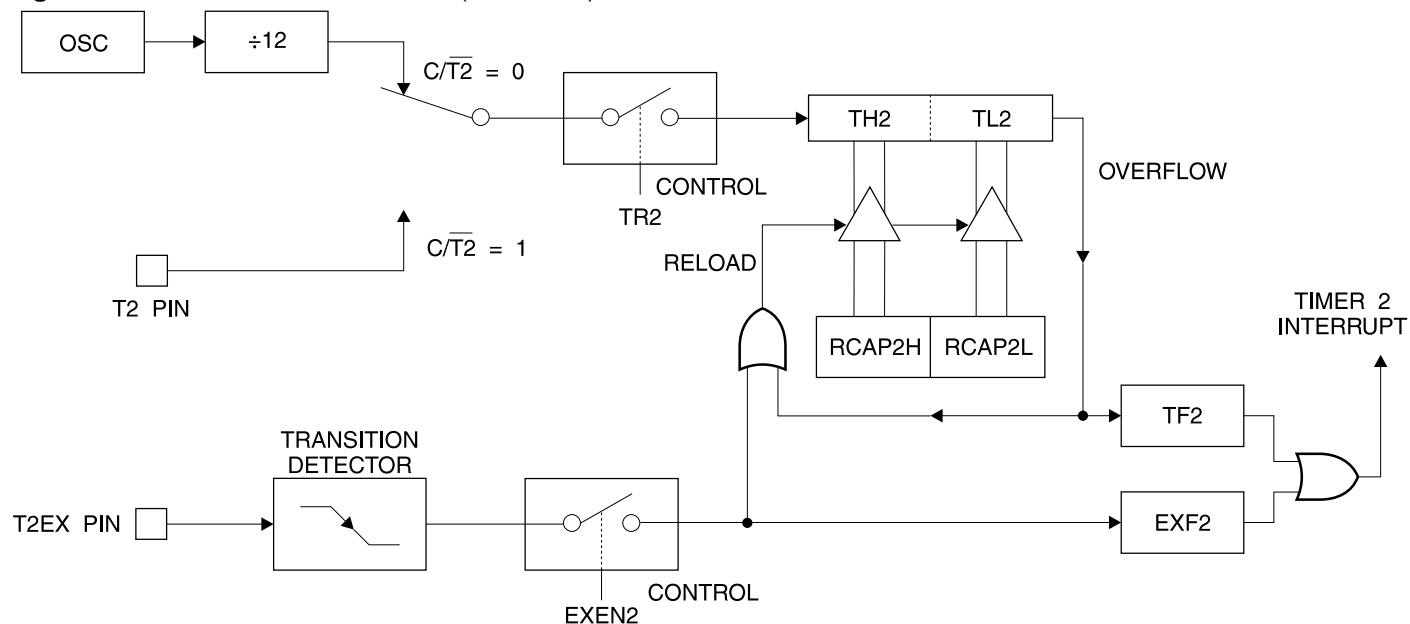 OSC
÷12
C/T2 = 0
TH2
TL2
CONTROL
TR2
OVERFLOW
C/T2 = 1
RELOAD
T2 PIN
TIMER 2
INTERRUPT
RCAP2H
RCAP2L
TF2
TRANSITION
DETECTOR
T2EX PIN
EXF2
CONTROL
EXEN2